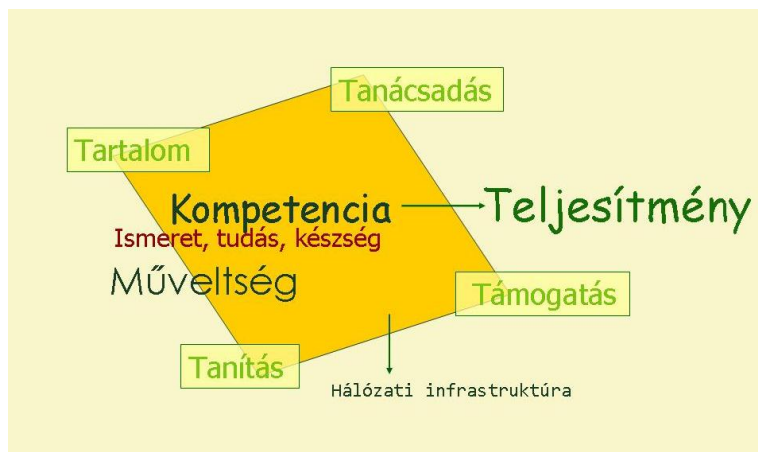 Tanácsadás
Tartalom
Kompetencia
Teljesítmény
Ismeret, tudás, készség
Műveltség
Támogatás
Tanítás
Hálózati infrastruktúra